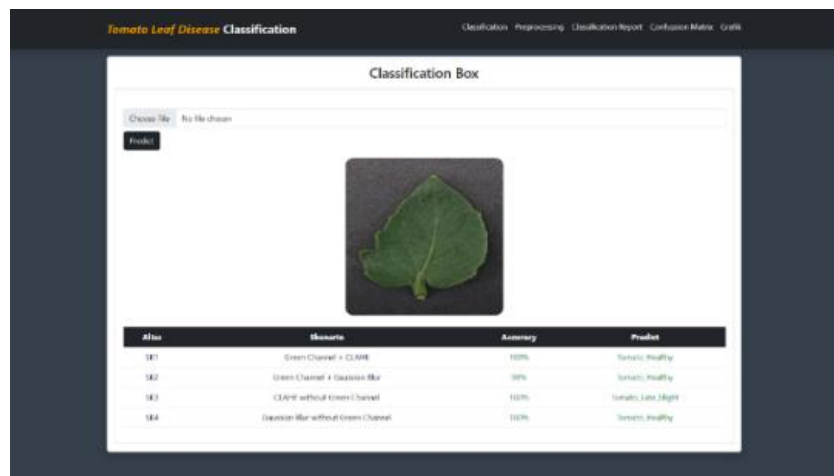 Tomato Leaf Disease Classification
Classification Preprocessing Classification Report Confussion Matrix Grafik
Classification Box
Choose File No file chosen
Predict
Alias Skenario Accuracy Predict
SK1 Green Channel + CLAHE 100% Tomato_Healthy
SK2 Green Channel + Gaussian Blur Tomato_Healthy
SK3 CLAHE without Green Channel 100% Tomato_Late_Blight
SK4 Gaussian Blur without Green Channel 100% Tomato_Healthy